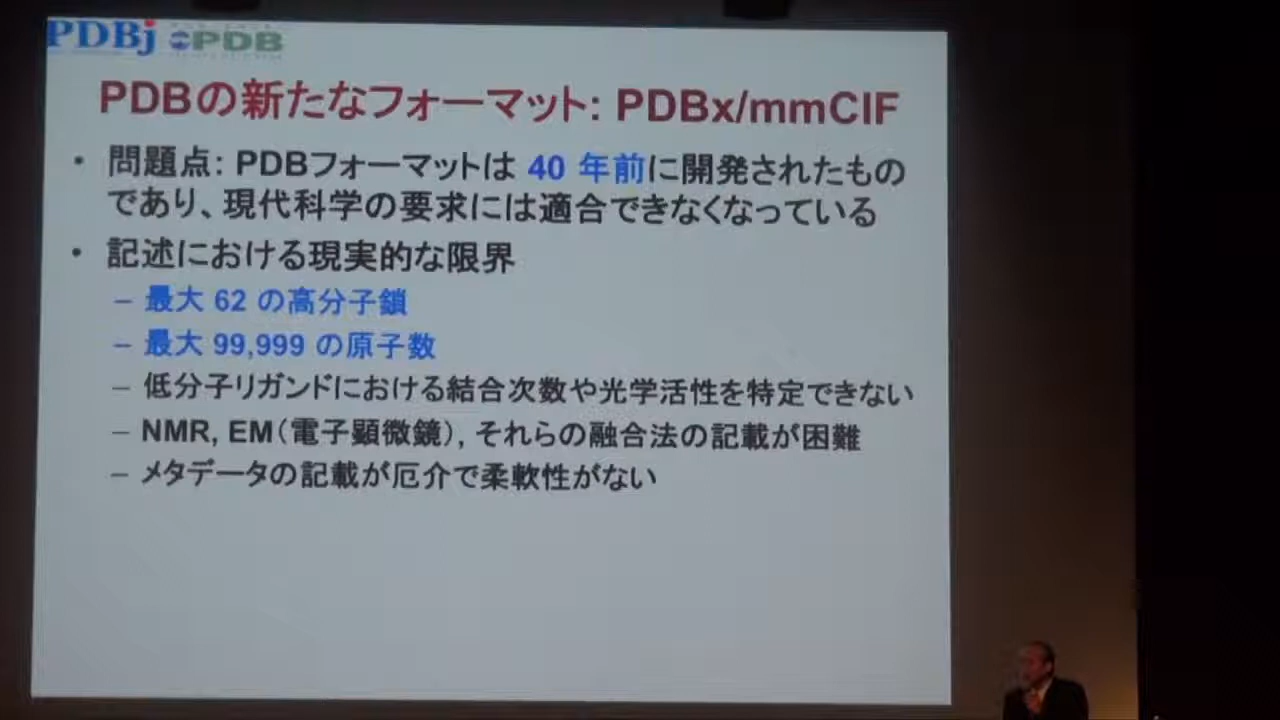 PDBj PDB
PDBの新たなフォーマット: PDBx/mmCIF
• 問題点: PDBフォーマットは 40 年前に開発されたもの
であり、現代科学の要求には適合できなくなっている
• 記述における現実的な限界
– 最大 62 の高分子鎖
– 最大 99,999 の原子数
– 低分子リガンドにおける結合次数や光学活性を特定できない
– NMR, EM(電子顕微鏡), それらの融合法の記載が困難
– メタデータの記載が厄介で柔軟性がない